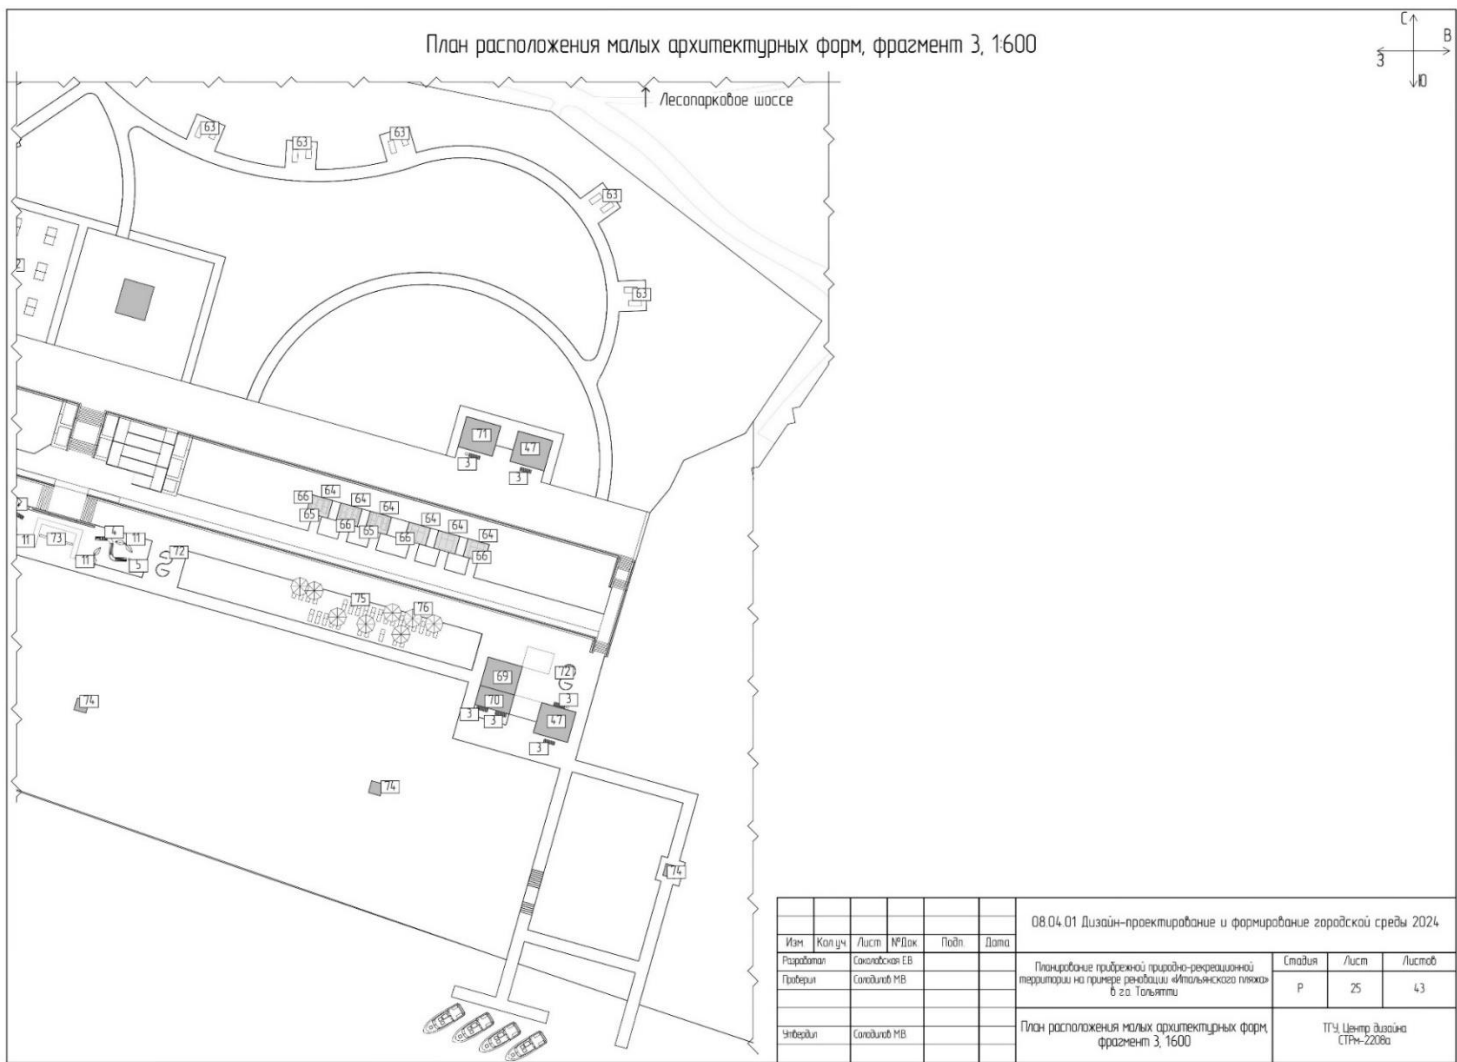 План расположения малых архитектурных форм, фрагмент 3, 1:600
С
В
З
Ю
Лесопарковое шоссе
63
63
63
63
63
2
71
47
3
3
66
64
64
64
64
64
64
65
66
65
66
66
4
11
73
11
11
5
72
75
76
69
72
70
3
3
3
47
3
74
74
74
08.04.01 Дизайн-проектирование и формирование городской среды 2024
Изм
Кол.уч
Лист
№Док
Подп.
Дата
Разработал
Соколовская Е.В
Проверил
Солодилов М.В
Планирование прибрежной природно-рекреационной
территории на примере реновации «Итальянского пляжа»
в г.о. Тольятти
Стадия
Лист
Листов
Р
25
43
Утвердил
Солодилов М.В
План расположения малых архитектурных форм,
фрагмент 3, 1:600
ТГУ, Центр дизайна
СТРм-2208а